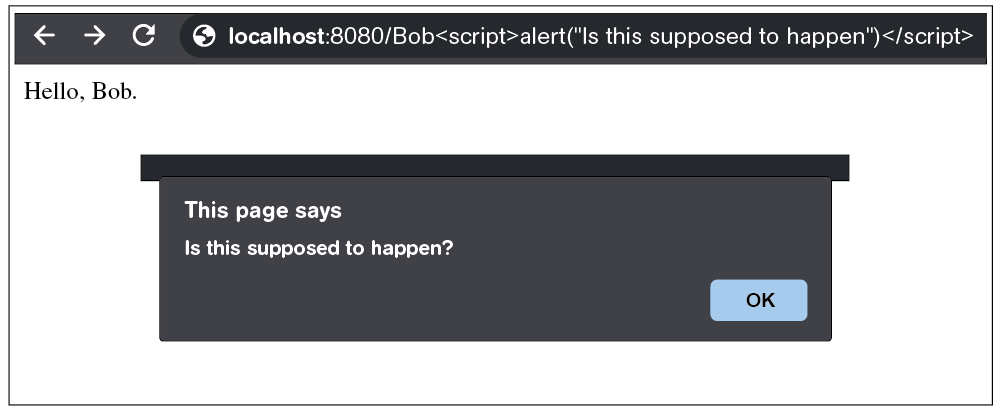 localhost:8080/Bob<script>alert("Is this supposed to happen")</script>
Hello, Bob.
This page says
Is this supposed to happen?
OK